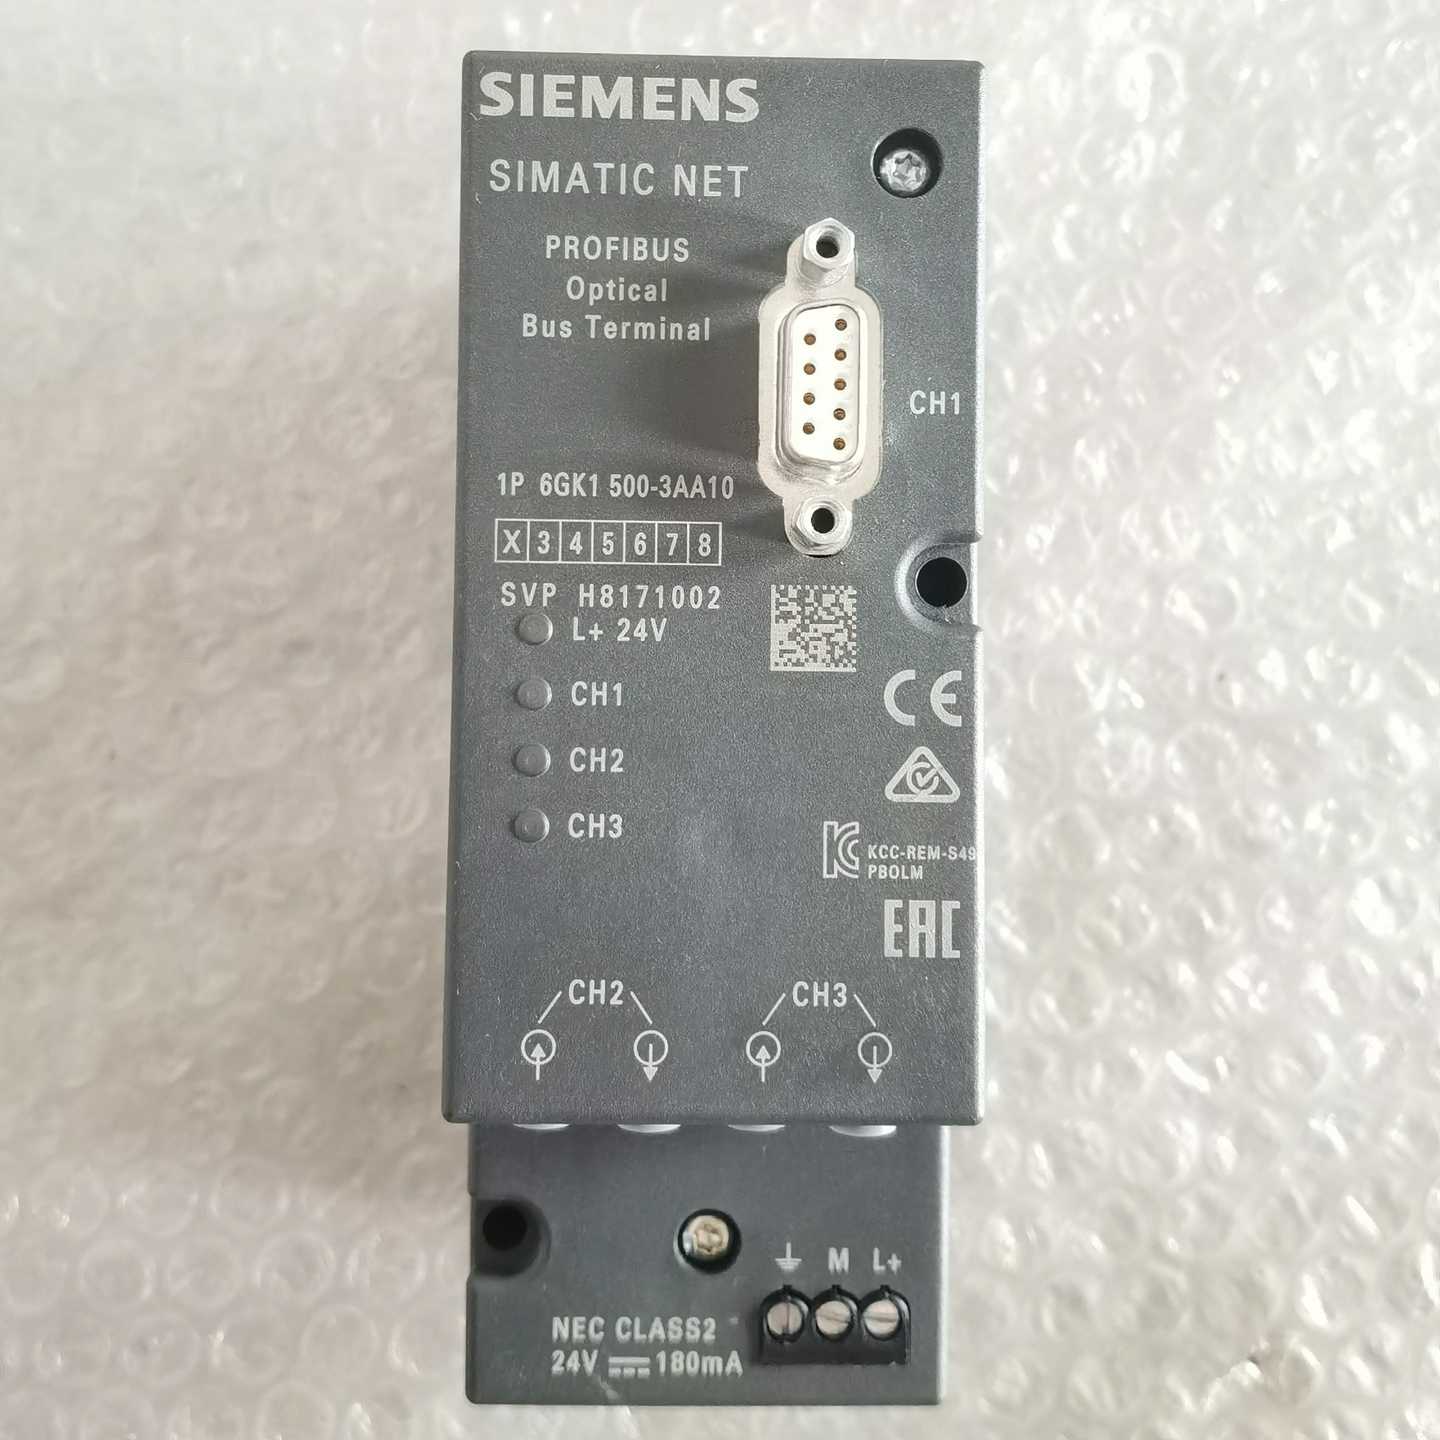 SIEMENS
SIMATIC NET
PROFIBUS
Optical
Bus Terminal
CH1
1P 6GK1 500-3AA10
X 3 4 5 6 7 8
SVP H8171002
L+ 24V
CH1
CH2
CH3
CE
KCC-REM-S49
PBOLM
EAC
CH2 CH3
M L+
NEC CLASS2
24V 180mA